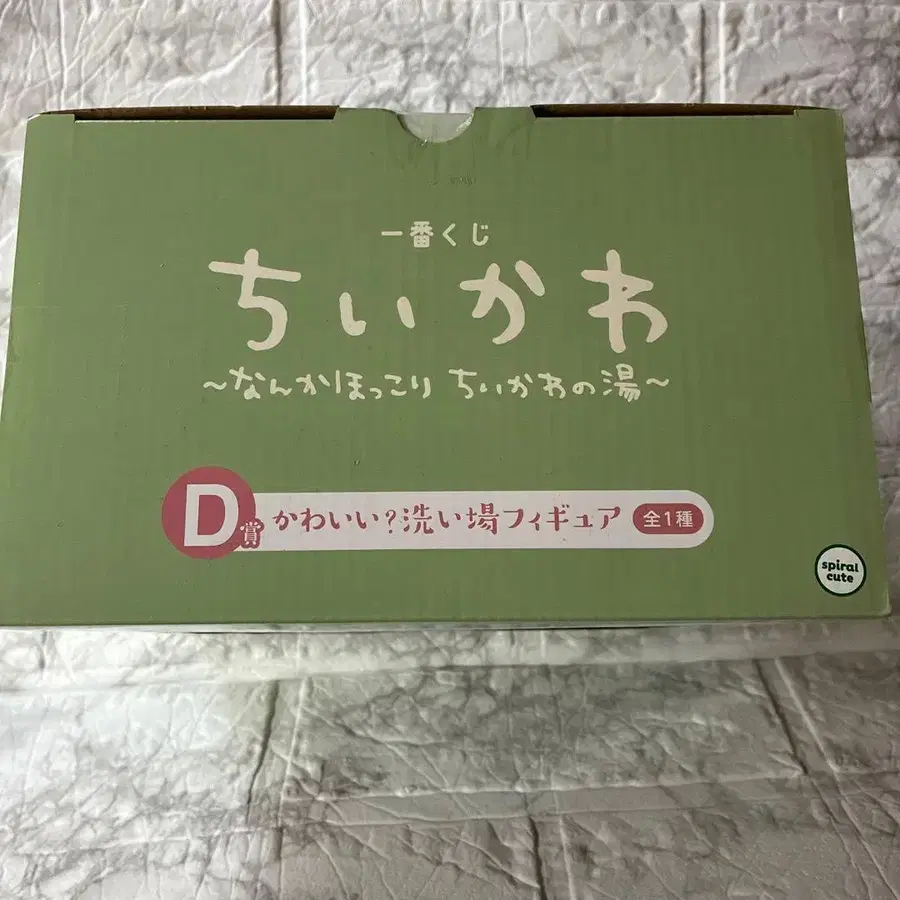 一番くじ
ちいかわ
～なんかほっこり ちいかわの湯～
D賞 かわいい?洗い場フィギュア 全1種
spiral
cute